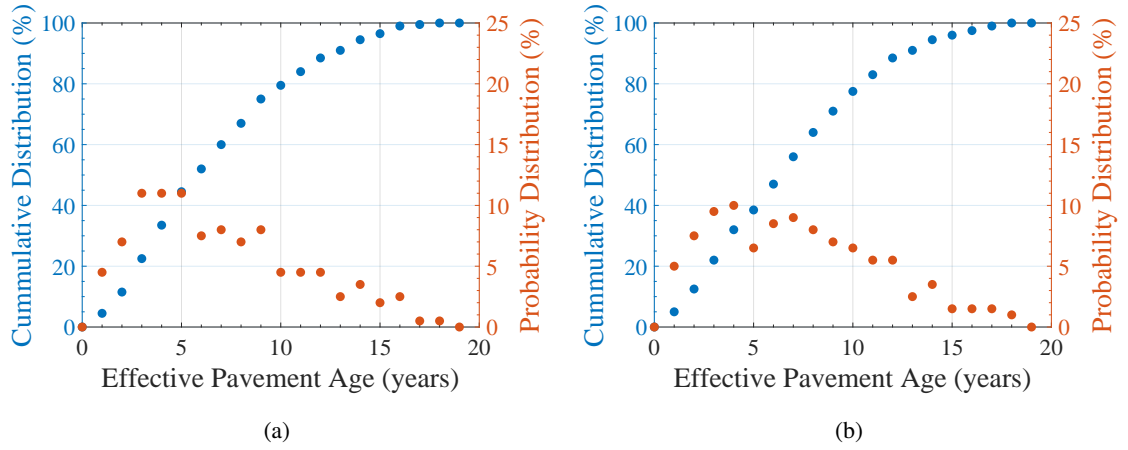 Cummulative Distribution (%)
100
80
60
40
20
0
25
20
15
10
5
0
Probability Distribution (%)
0 5 10 15 20
Effective Pavement Age (years)
(a)
Cummulative Distribution (%)
100
80
60
40
20
0
25
20
15
10
5
0
Probability Distribution (%)
0 5 10 15 20
Effective Pavement Age (years)
(b)